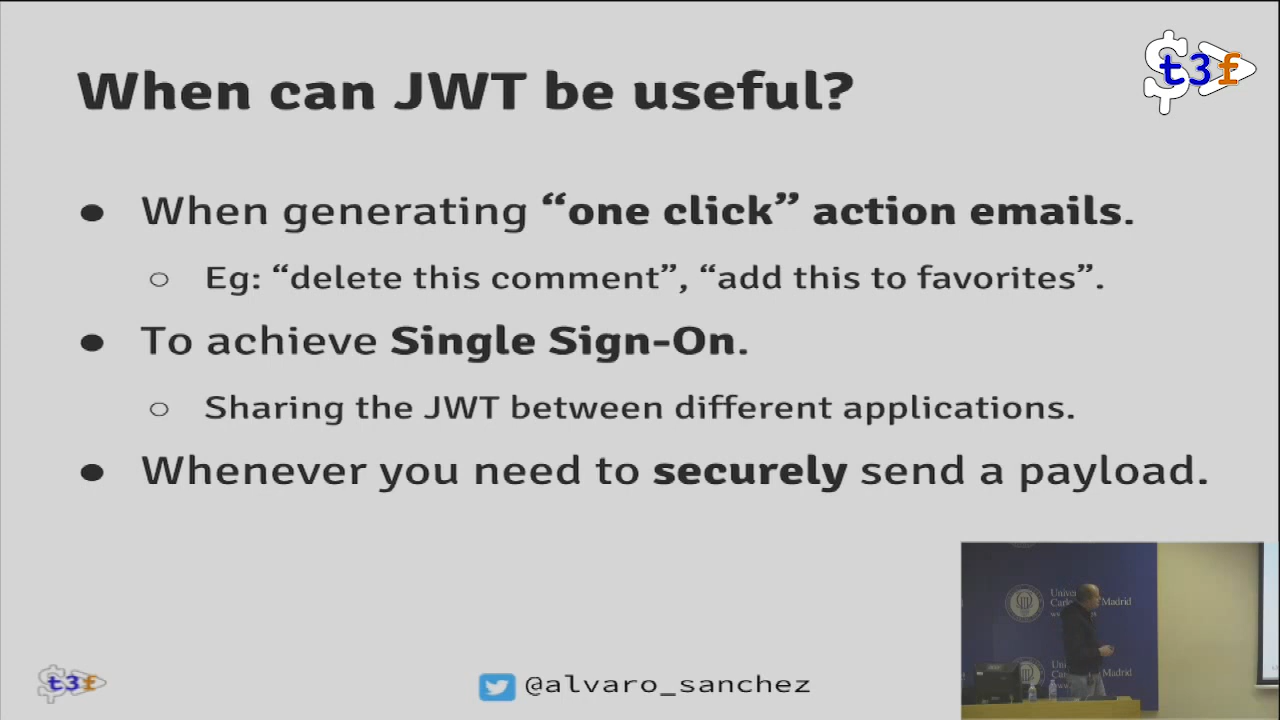 When can JWT be useful?
$t3f
● When generating “one click” action emails.
○ Eg: “delete this comment”, “add this to favorites”.
● To achieve Single Sign-On.
○ Sharing the JWT between different applications.
● Whenever you need to securely send a payload.
t3f
@alvaro_sanchez
Madrid
Madrid